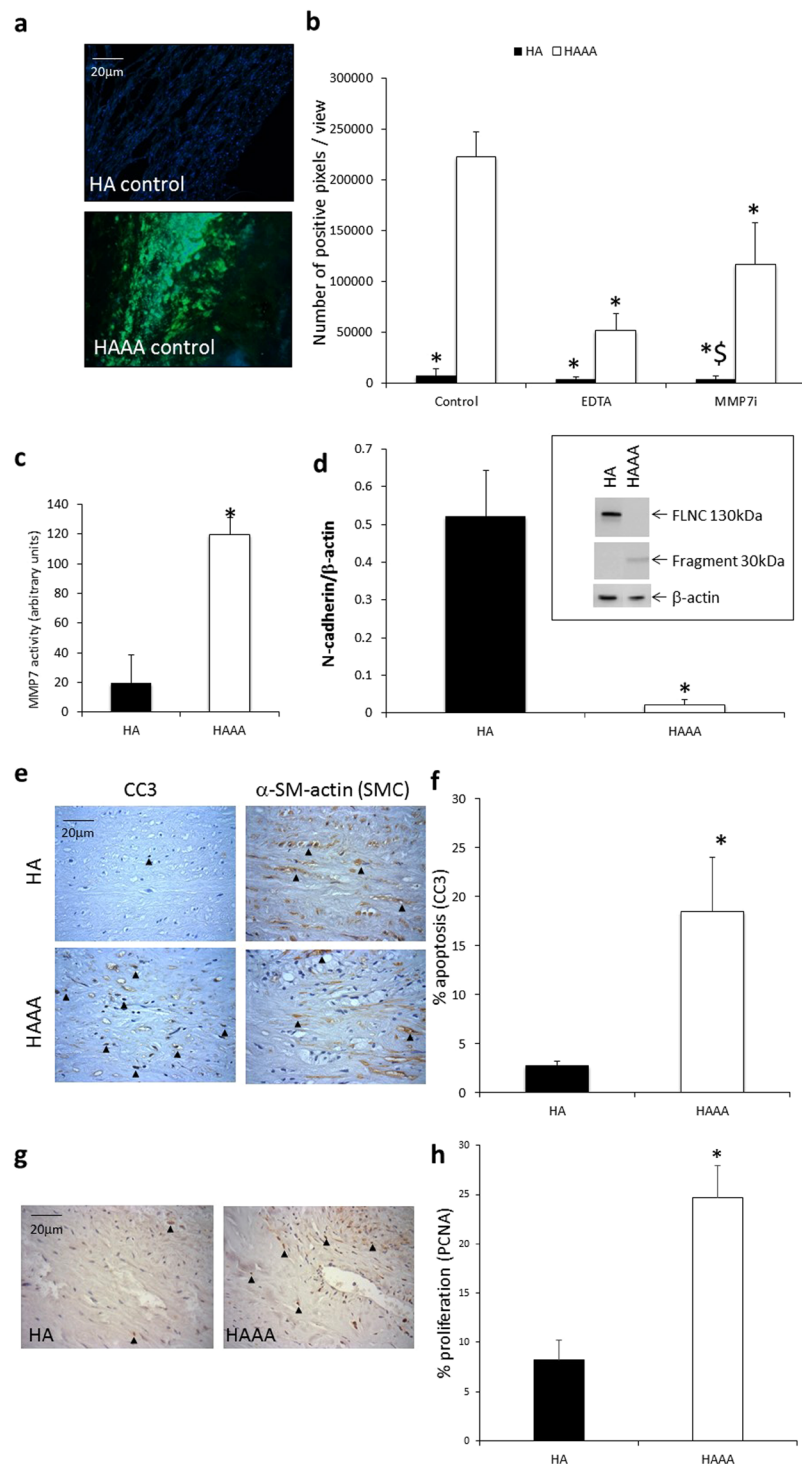 a
20μm
HA control
HAAA control
b
HA HAAA
Number of positive pixels / view
300000
250000
200000
150000
100000
50000
0
*
*
*
*$
*
Control EDTA MMP7i
c
MMP7 activity (arbitrary units)
140
120
100
80
60
40
20
0
*
HA HAAA
d
N-cadherin/β-actin
0.7
0.6
0.5
0.4
0.3
0.2
0.1
0
*
HA HAAA
HA HAAA
FLNC 130kDa
Fragment 30kDa
β-actin
e
CC3 α-SM-actin (SMC)
20μm
HA
HAAA
f
% apoptosis (CC3)
30
25
20
15
10
5
0
*
HA HAAA
g
20μm
HA
HAAA
h
% proliferation (PCNA)
30
25
20
15
10
5
0
*
HA HAAA